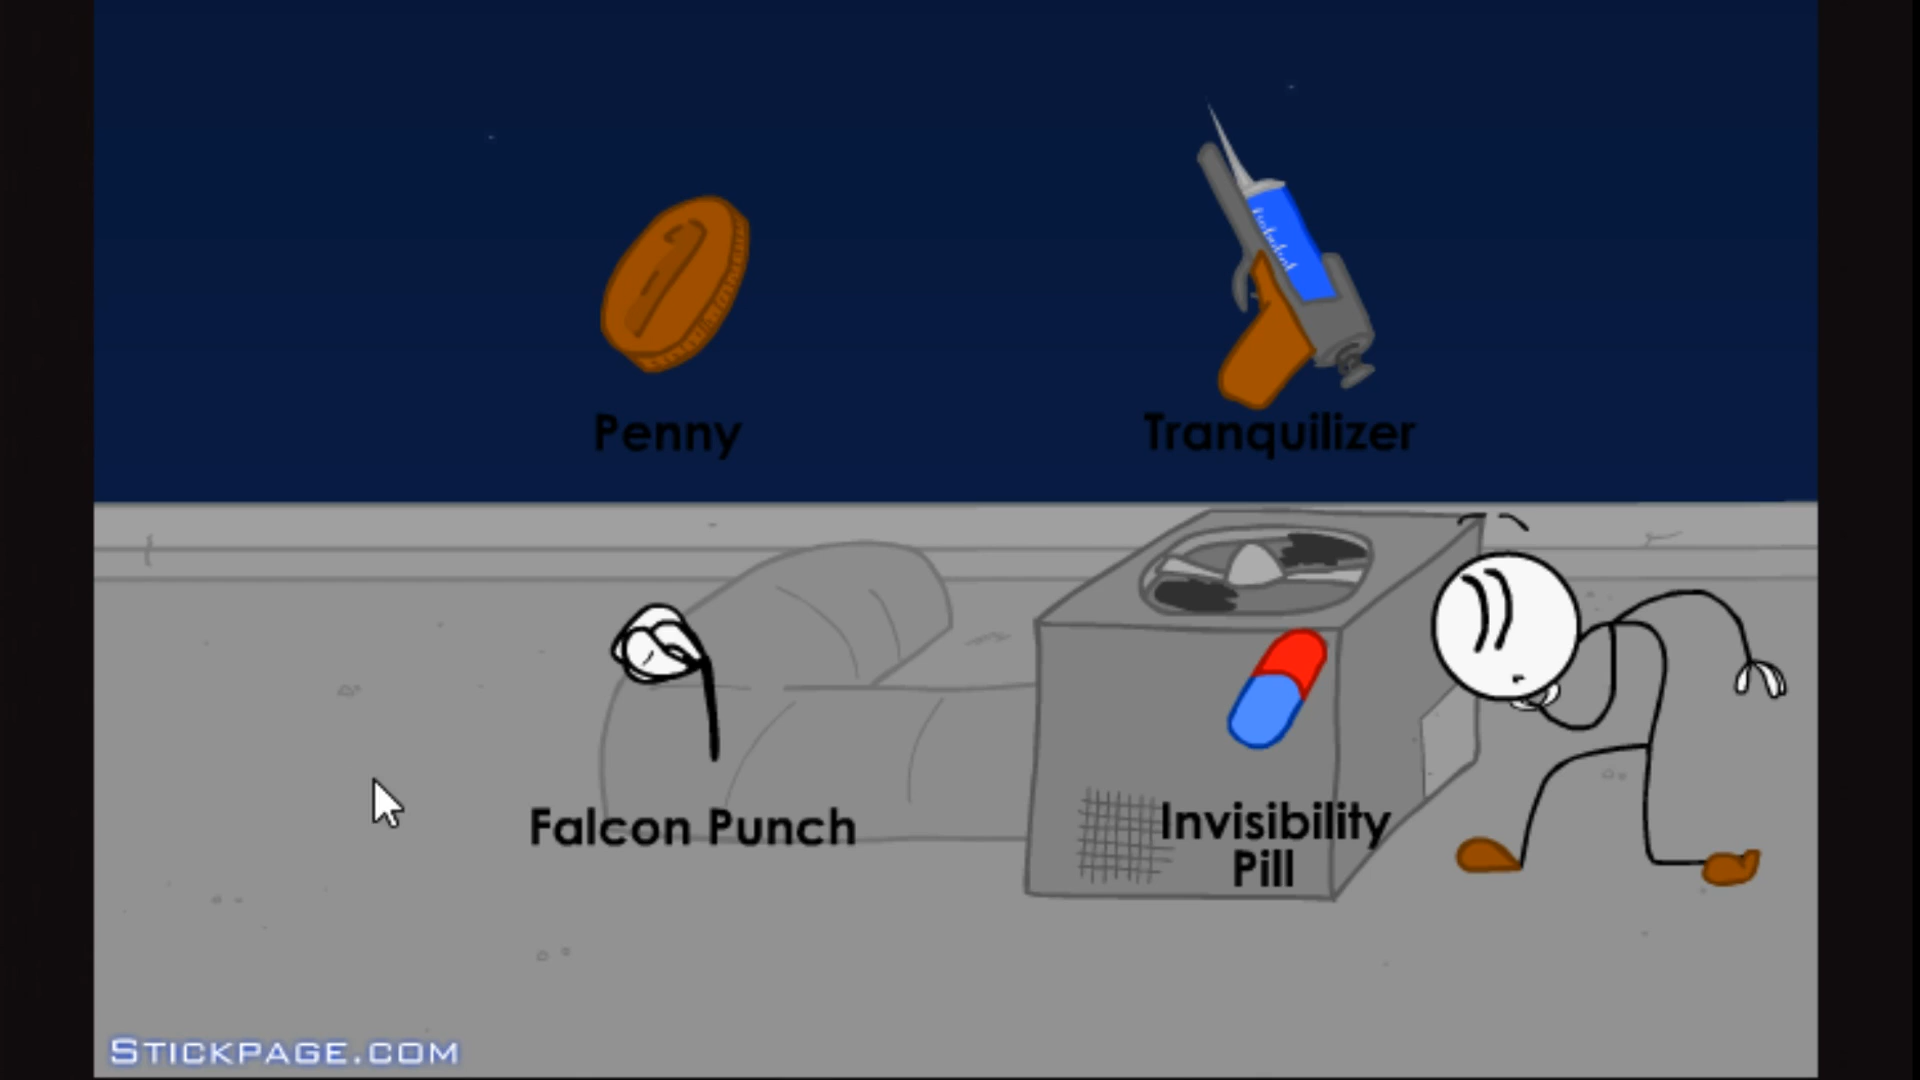 Penny
Tranquilizer
Falcon Punch
Invisibility
Pill
STICKPAGE.COM